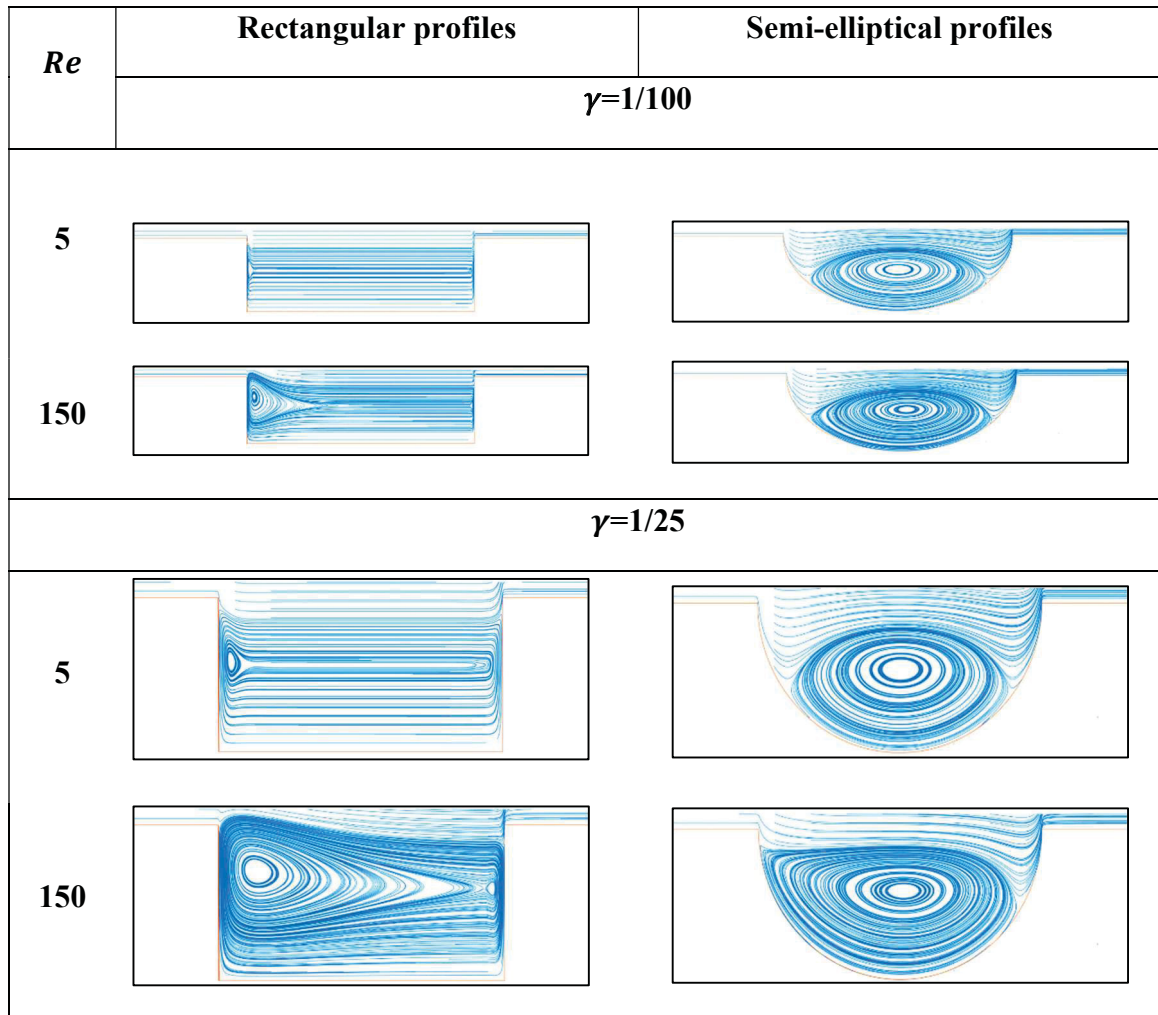 Re
Rectangular profiles
Semi-elliptical profiles
γ=1/100
5
150
γ=1/25
5
150